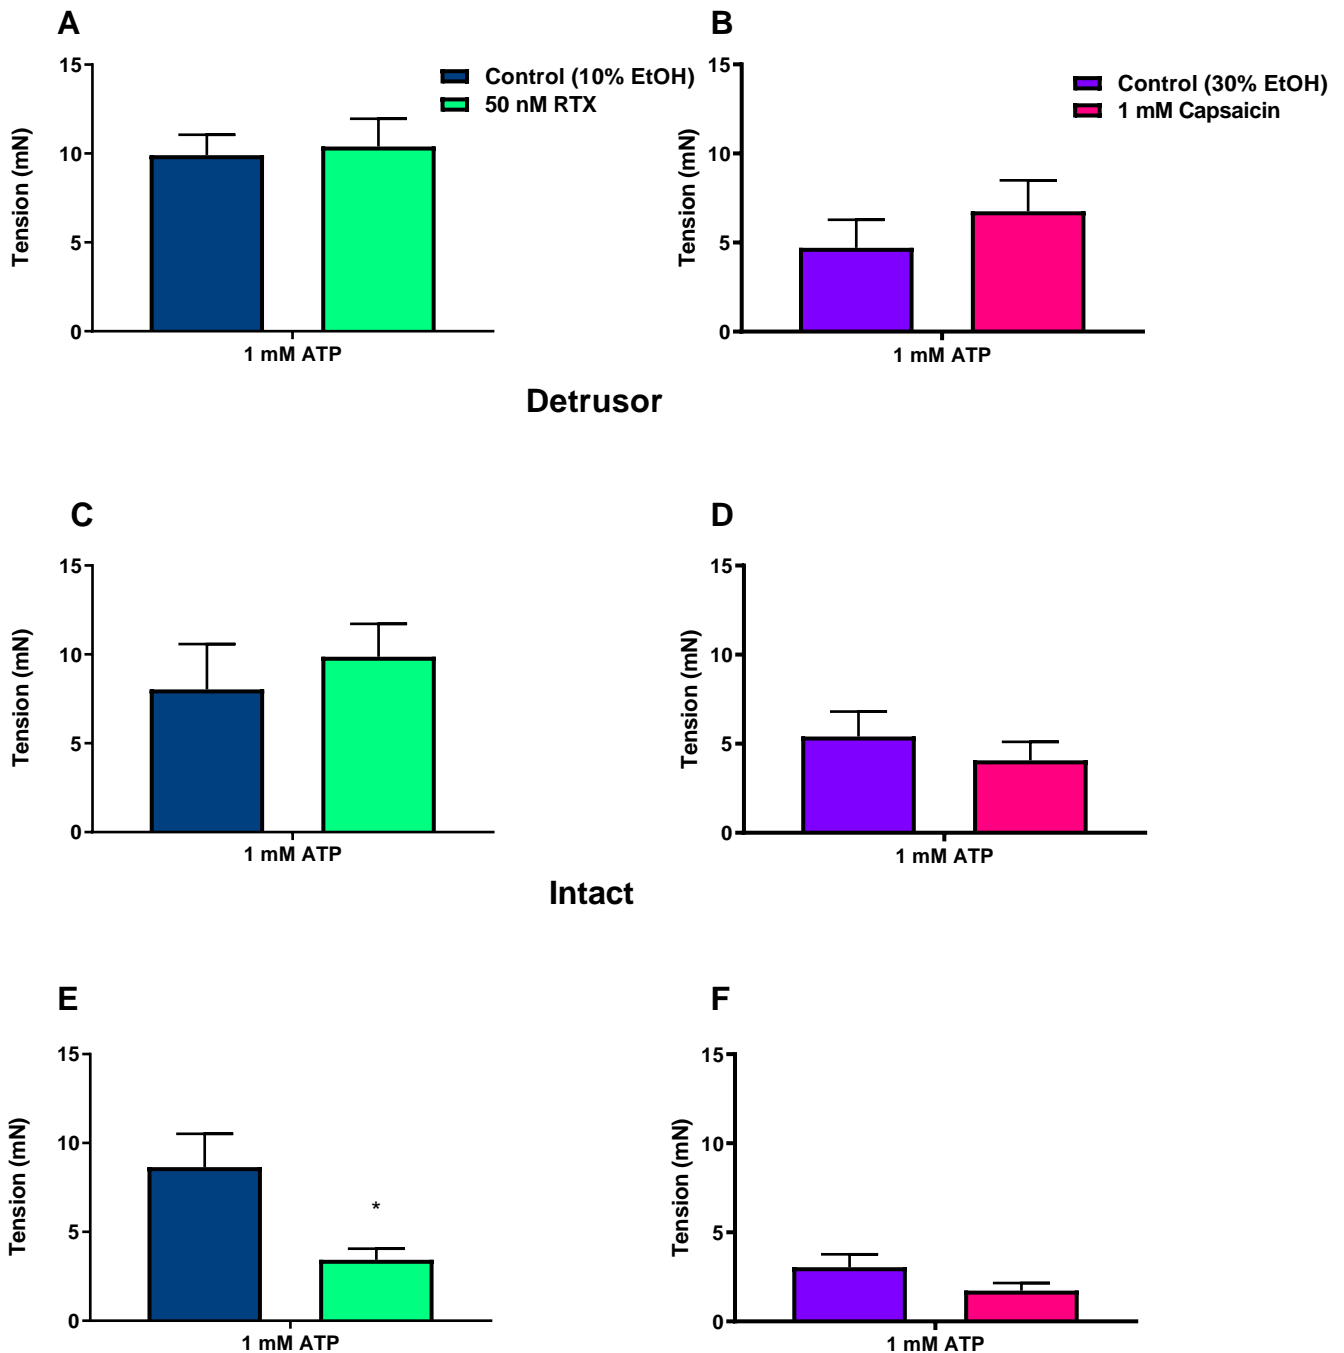 A
B
15
10
5
0
Tension (mN)
Control (10% EtOH)
50 nM RTX
1 mM ATP
15
10
5
0
Tension (mN)
Control (30% EtOH)
1 mM Capsaicin
1 mM ATP
Detrusor
C
D
15
10
5
0
Tension (mN)
1 mM ATP
15
10
5
0
Tension (mN)
1 mM ATP
Intact
E
F
15
10
5
0
Tension (mN)
*
1 mM ATP
15
10
5
0
Tension (mN)
1 mM ATP